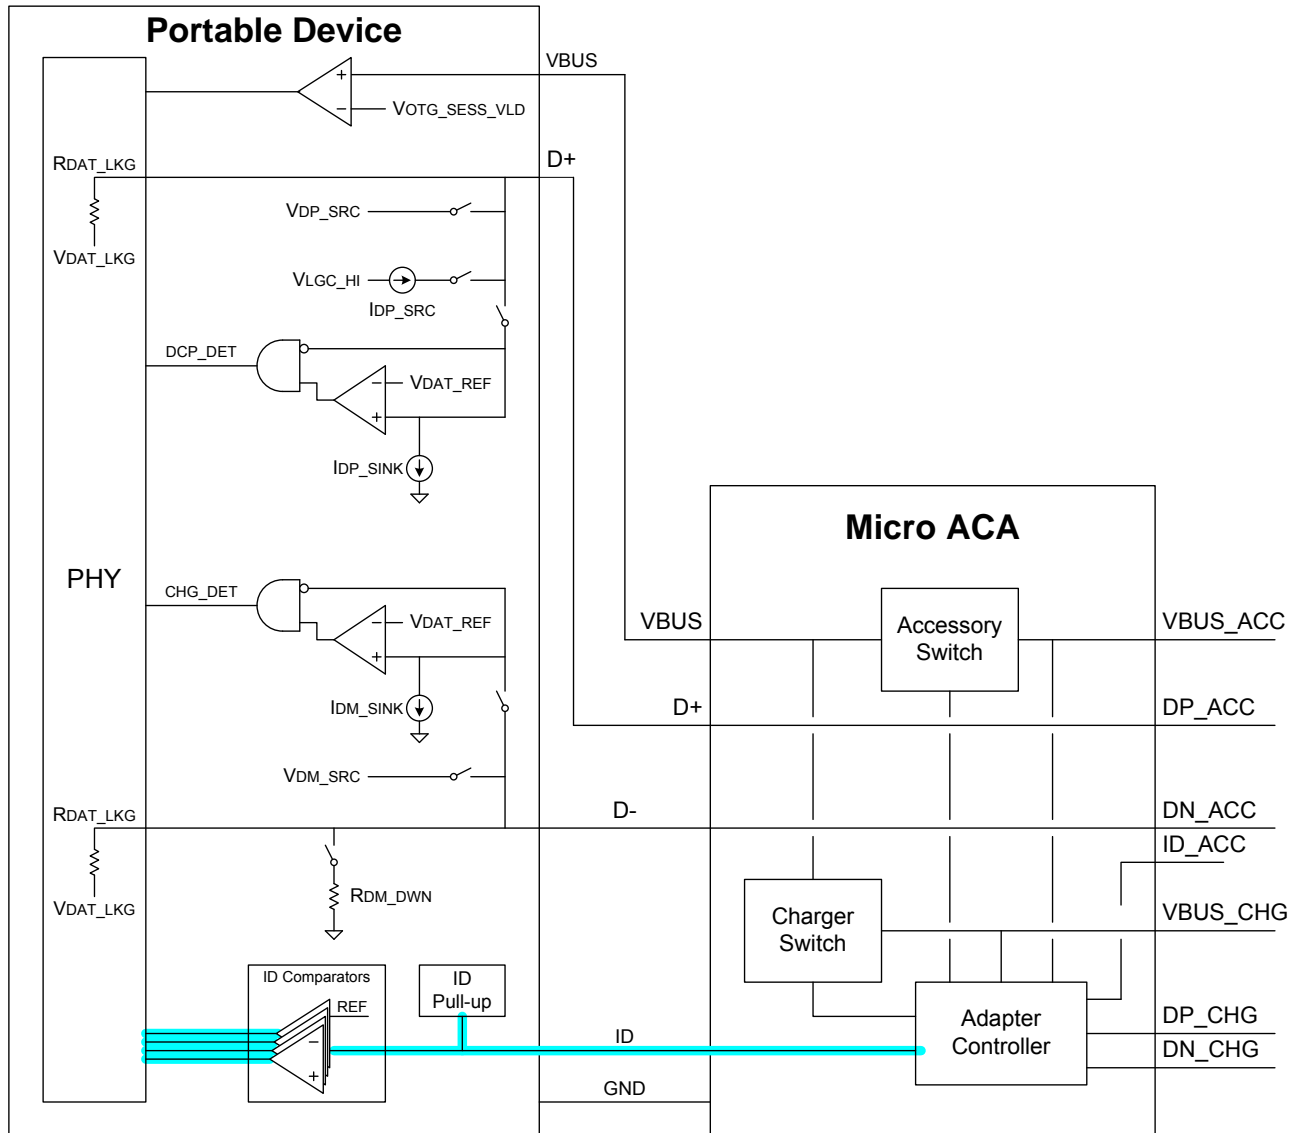 Portable Device
VBUS
+
−
VOTG_SESS_VLD
RDAT_LKG
D+
VDP_SRC
VDAT_LKG
VLGC_HI
IDP_SRC
DCP_DET
−
VDAT_REF
+
IDP_SINK
Micro ACA
PHY
CHG_DET
−
VDAT_REF
+
IDM_SINK
VBUS
Accessory
Switch
VBUS_ACC
D+
DP_ACC
VDM_SRC
RDAT_LKG
D-
DN_ACC
ID_ACC
RDM_DWN
VDAT_LKG
Charger
Switch
VBUS_CHG
ID Comparators
REF
−
+
ID
Pull-up
ID
Adapter
Controller
DP_CHG
DN_CHG
GND